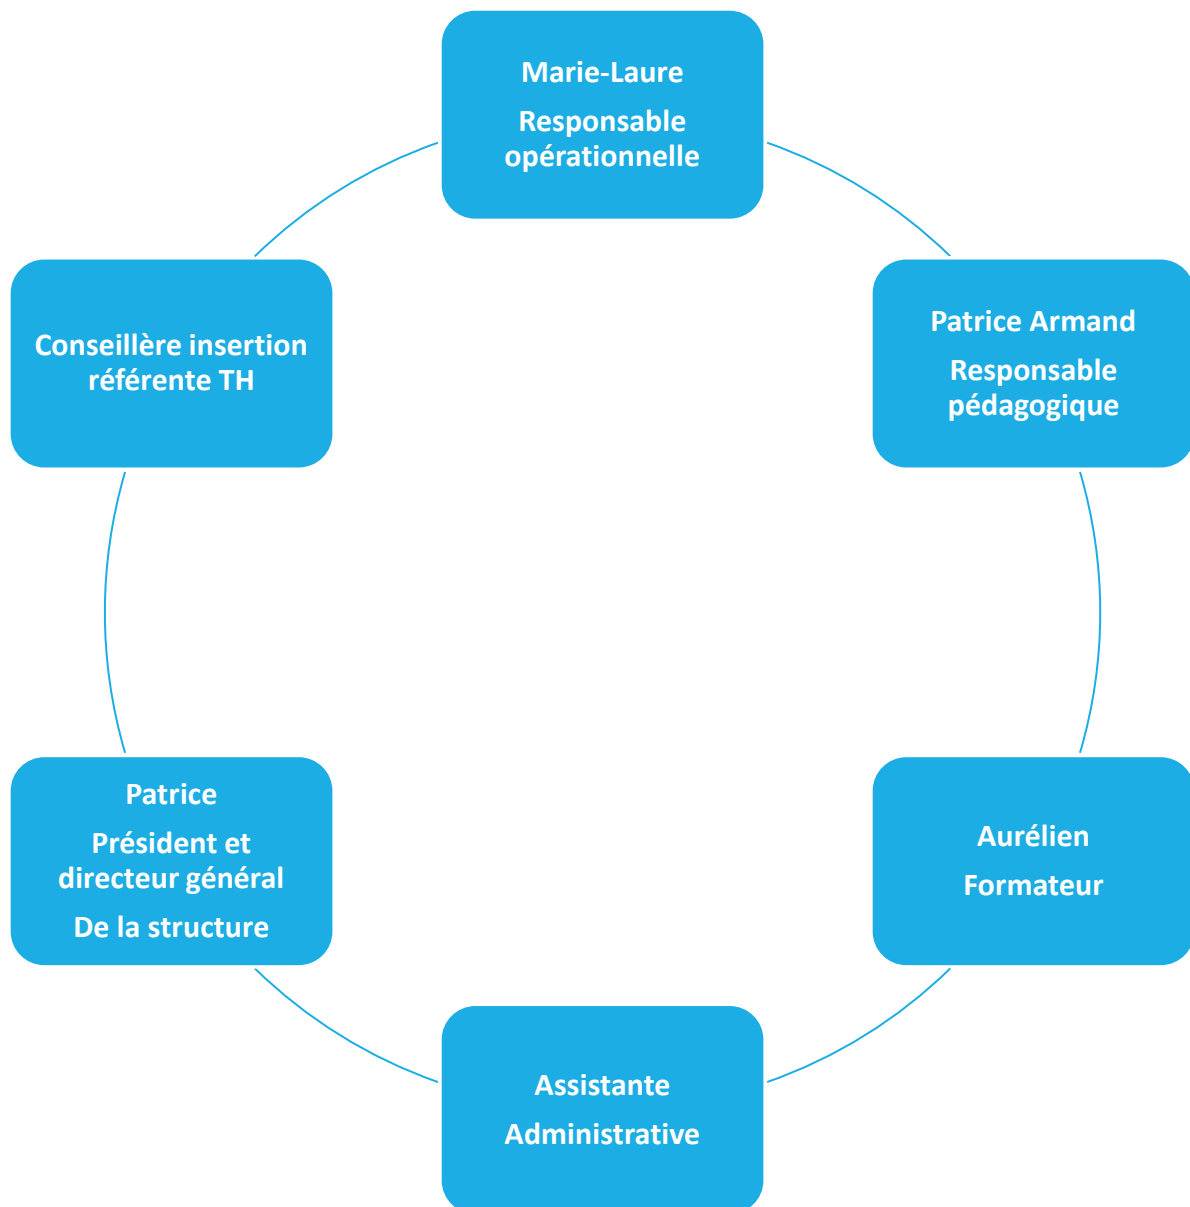 Marie-Laure
Responsable
opérationnelle
Patrice Armand
Responsable
pédagogique
Aurélien
Formateur
Assistante
Administrative
Patrice
Président et
directeur général
De la structure
Conseillère insertion
référente TH